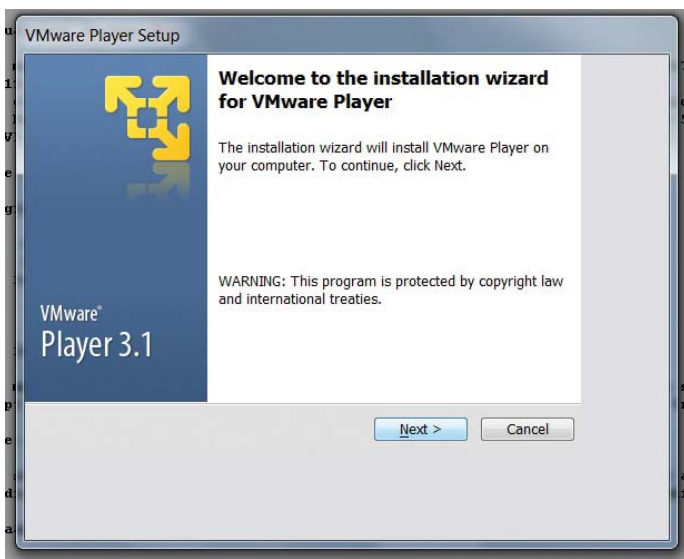 VMware Player Setup
Welcome to the installation wizard
for VMware Player
The installation wizard will install VMware Player on
your computer. To continue, click Next.
WARNING: This program is protected by copyright law
and international treaties.
VMware®
Player 3.1
Next >
Cancel